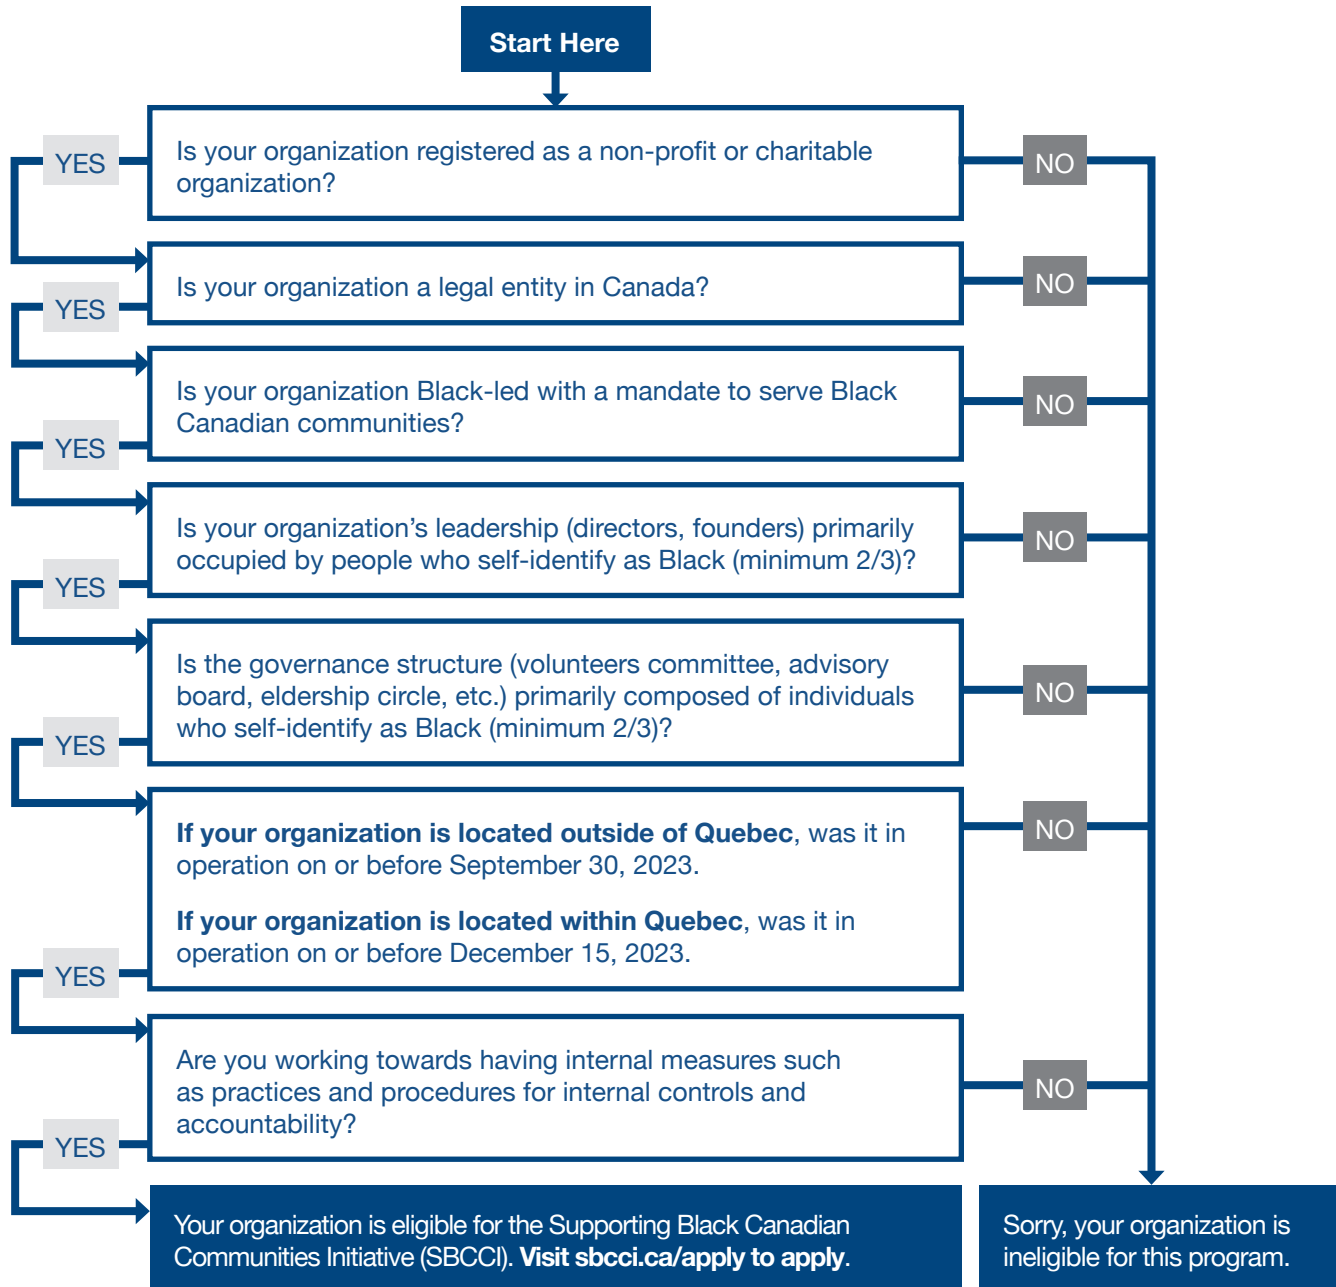 Start Here
YES
Is your organization registered as a non-profit or charitable
organization?
NO
YES
Is your organization a legal entity in Canada?
NO
YES
Is your organization Black-led with a mandate to serve Black
Canadian communities?
NO
YES
Is your organization’s leadership (directors, founders) primarily
occupied by people who self-identify as Black (minimum 2/3)?
NO
YES
Is the governance structure (volunteers committee, advisory
board, eldership circle, etc.) primarily composed of individuals
who self-identify as Black (minimum 2/3)?
NO
YES
If your organization is located outside of Quebec, was it in
operation on or before September 30, 2023.
If your organization is located within Quebec, was it in
operation on or before December 15, 2023.
NO
YES
Are you working towards having internal measures such
as practices and procedures for internal controls and
accountability?
NO
Your organization is eligible for the Supporting Black Canadian
Communities Initiative (SBCCI). Visit sbcci.ca/apply to apply.
Sorry, your organization is
ineligible for this program.